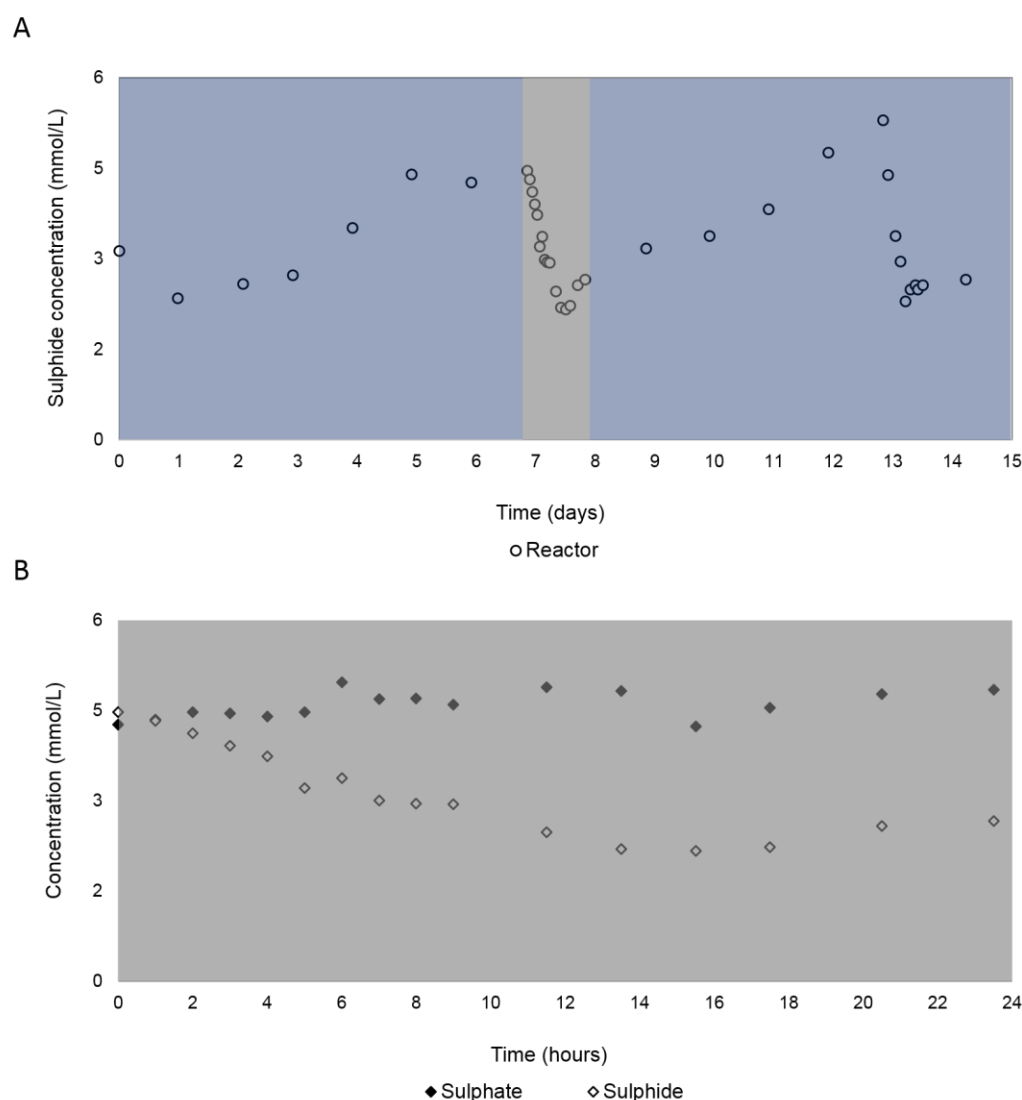 A
Sulphide concentration (mmol/L)
6
5
3
2
0
0 1 2 3 4 5 6 7 8 9 10 11 12 13 14 15
Time (days)
Reactor
B
Concentration (mmol/L)
6
5
3
2
0
0 2 4 6 8 10 12 14 16 18 20 22 24
Time (hours)
Sulphate Sulphide